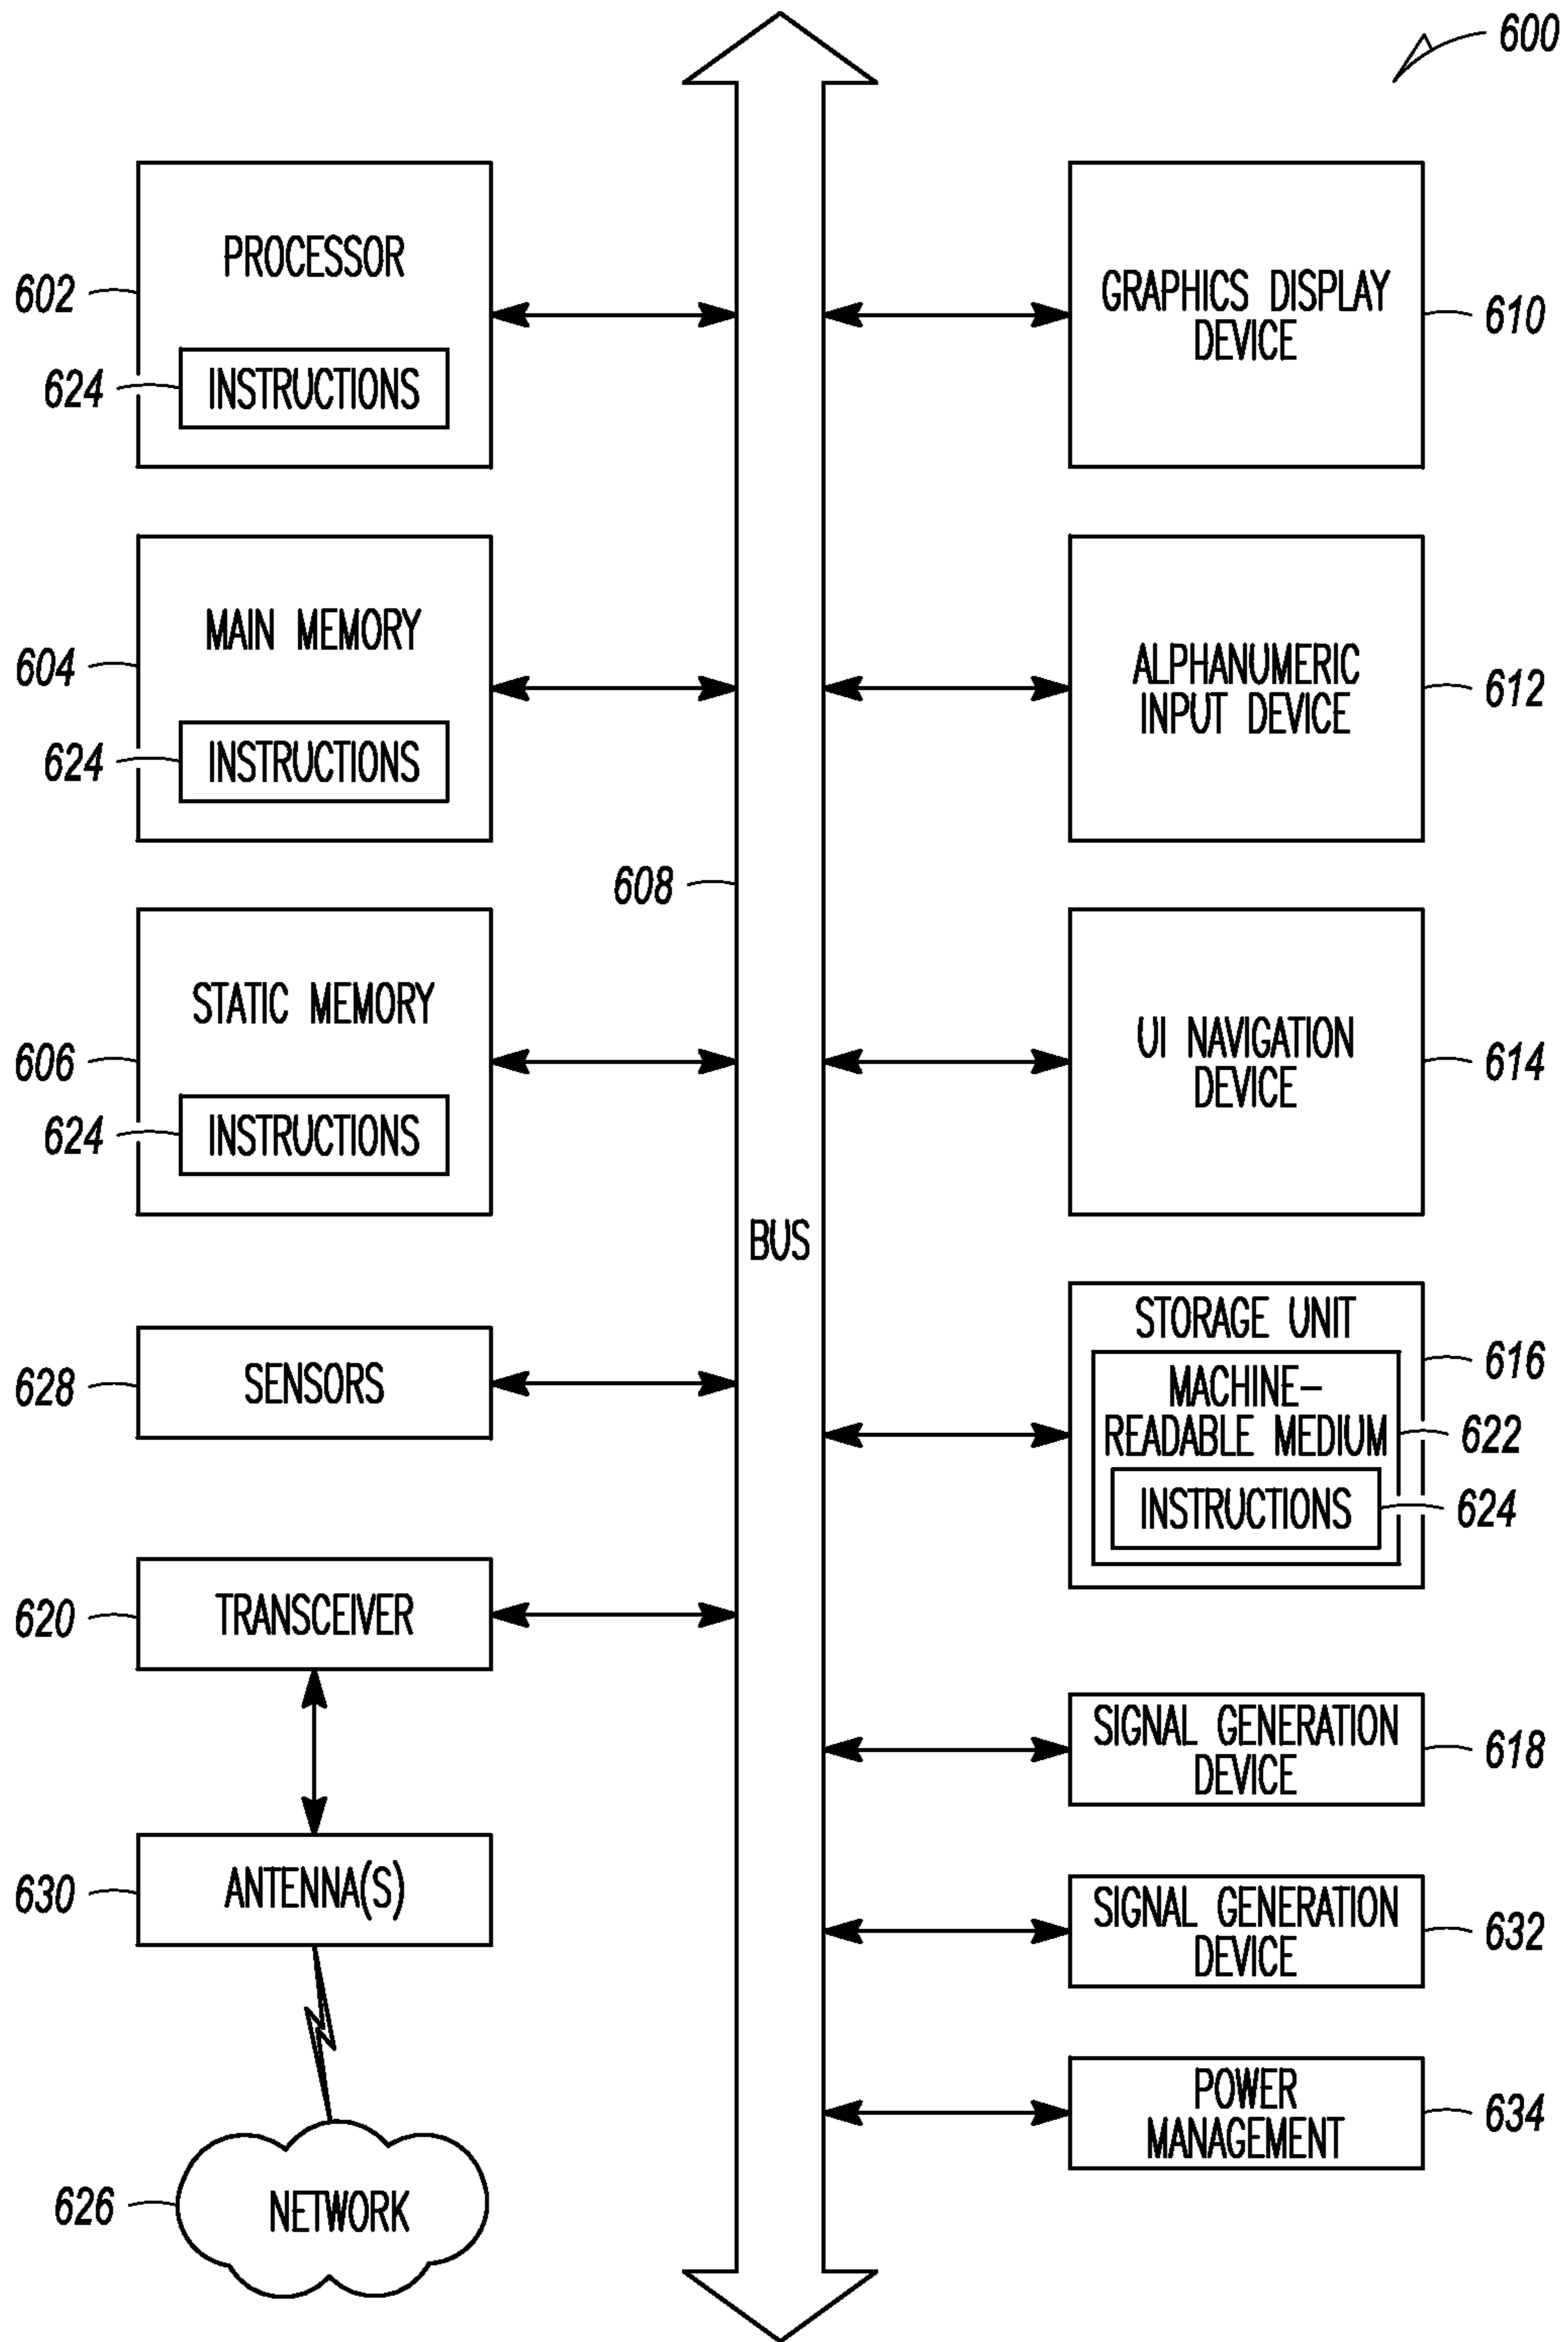 600
PROCESSOR
602
624
INSTRUCTIONS
GRAPHICS DISPLAY
DEVICE
610
MAIN MEMORY
604
624
INSTRUCTIONS
ALPHANUMERIC
INPUT DEVICE
612
608
STATIC MEMORY
606
624
INSTRUCTIONS
UI NAVIGATION
DEVICE
614
BUS
SENSORS
628
STORAGE UNIT
616
MACHINE-
READABLE MEDIUM
622
INSTRUCTIONS
624
TRANSCEIVER
620
SIGNAL GENERATION
DEVICE
618
ANTENNA(S)
630
SIGNAL GENERATION
DEVICE
632
POWER
MANAGEMENT
634
NETWORK
626